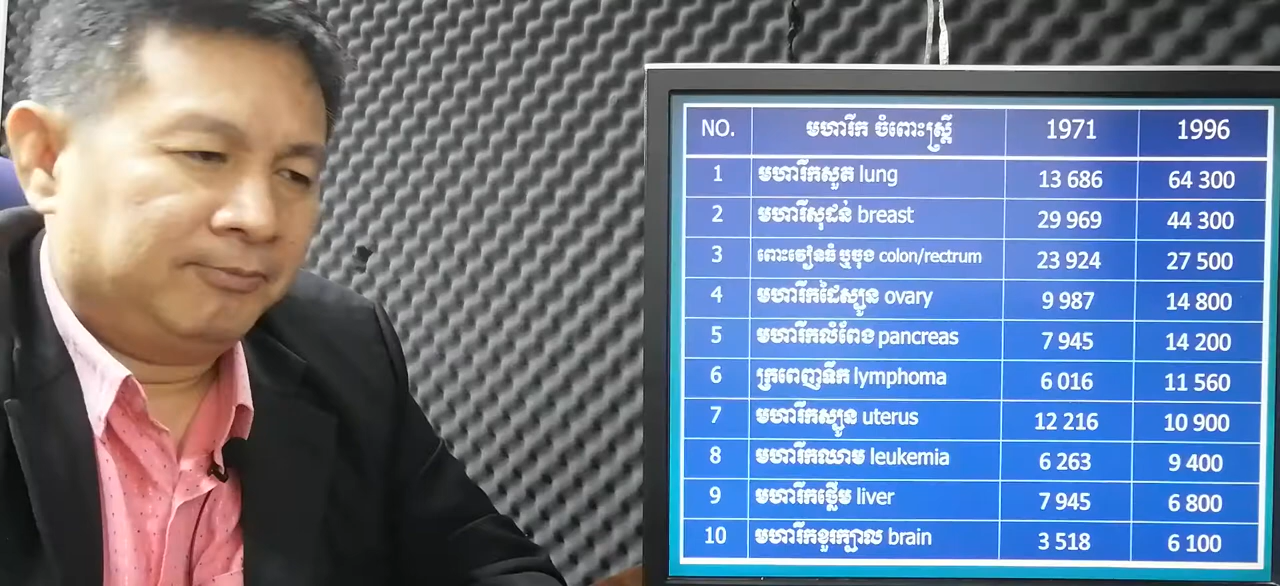 NO. មហារីក ចំពោះស្ត្រី 1971 1996
1 មហារីកសួត lung 13 686 64 300
2 មហារីសុដន់ breast 29 969 44 300
3 ពោះវៀនធំ ឬចុង colon/rectrum 23 924 27 500
4 មហារីកដៃស្បូន ovary 9 987 14 800
5 មហារីកលំពែង pancreas 7 945 14 200
6 ក្រពេញទឹក lymphoma 6 016 11 560
7 មហារីកស្បូន uterus 12 216 10 900
8 មហារីកឈាម leukemia 6 263 9 400
9 មហារីកថ្លើម liver 7 945 6 800
10 មហារីកខួរក្បាល brain 3 518 6 100